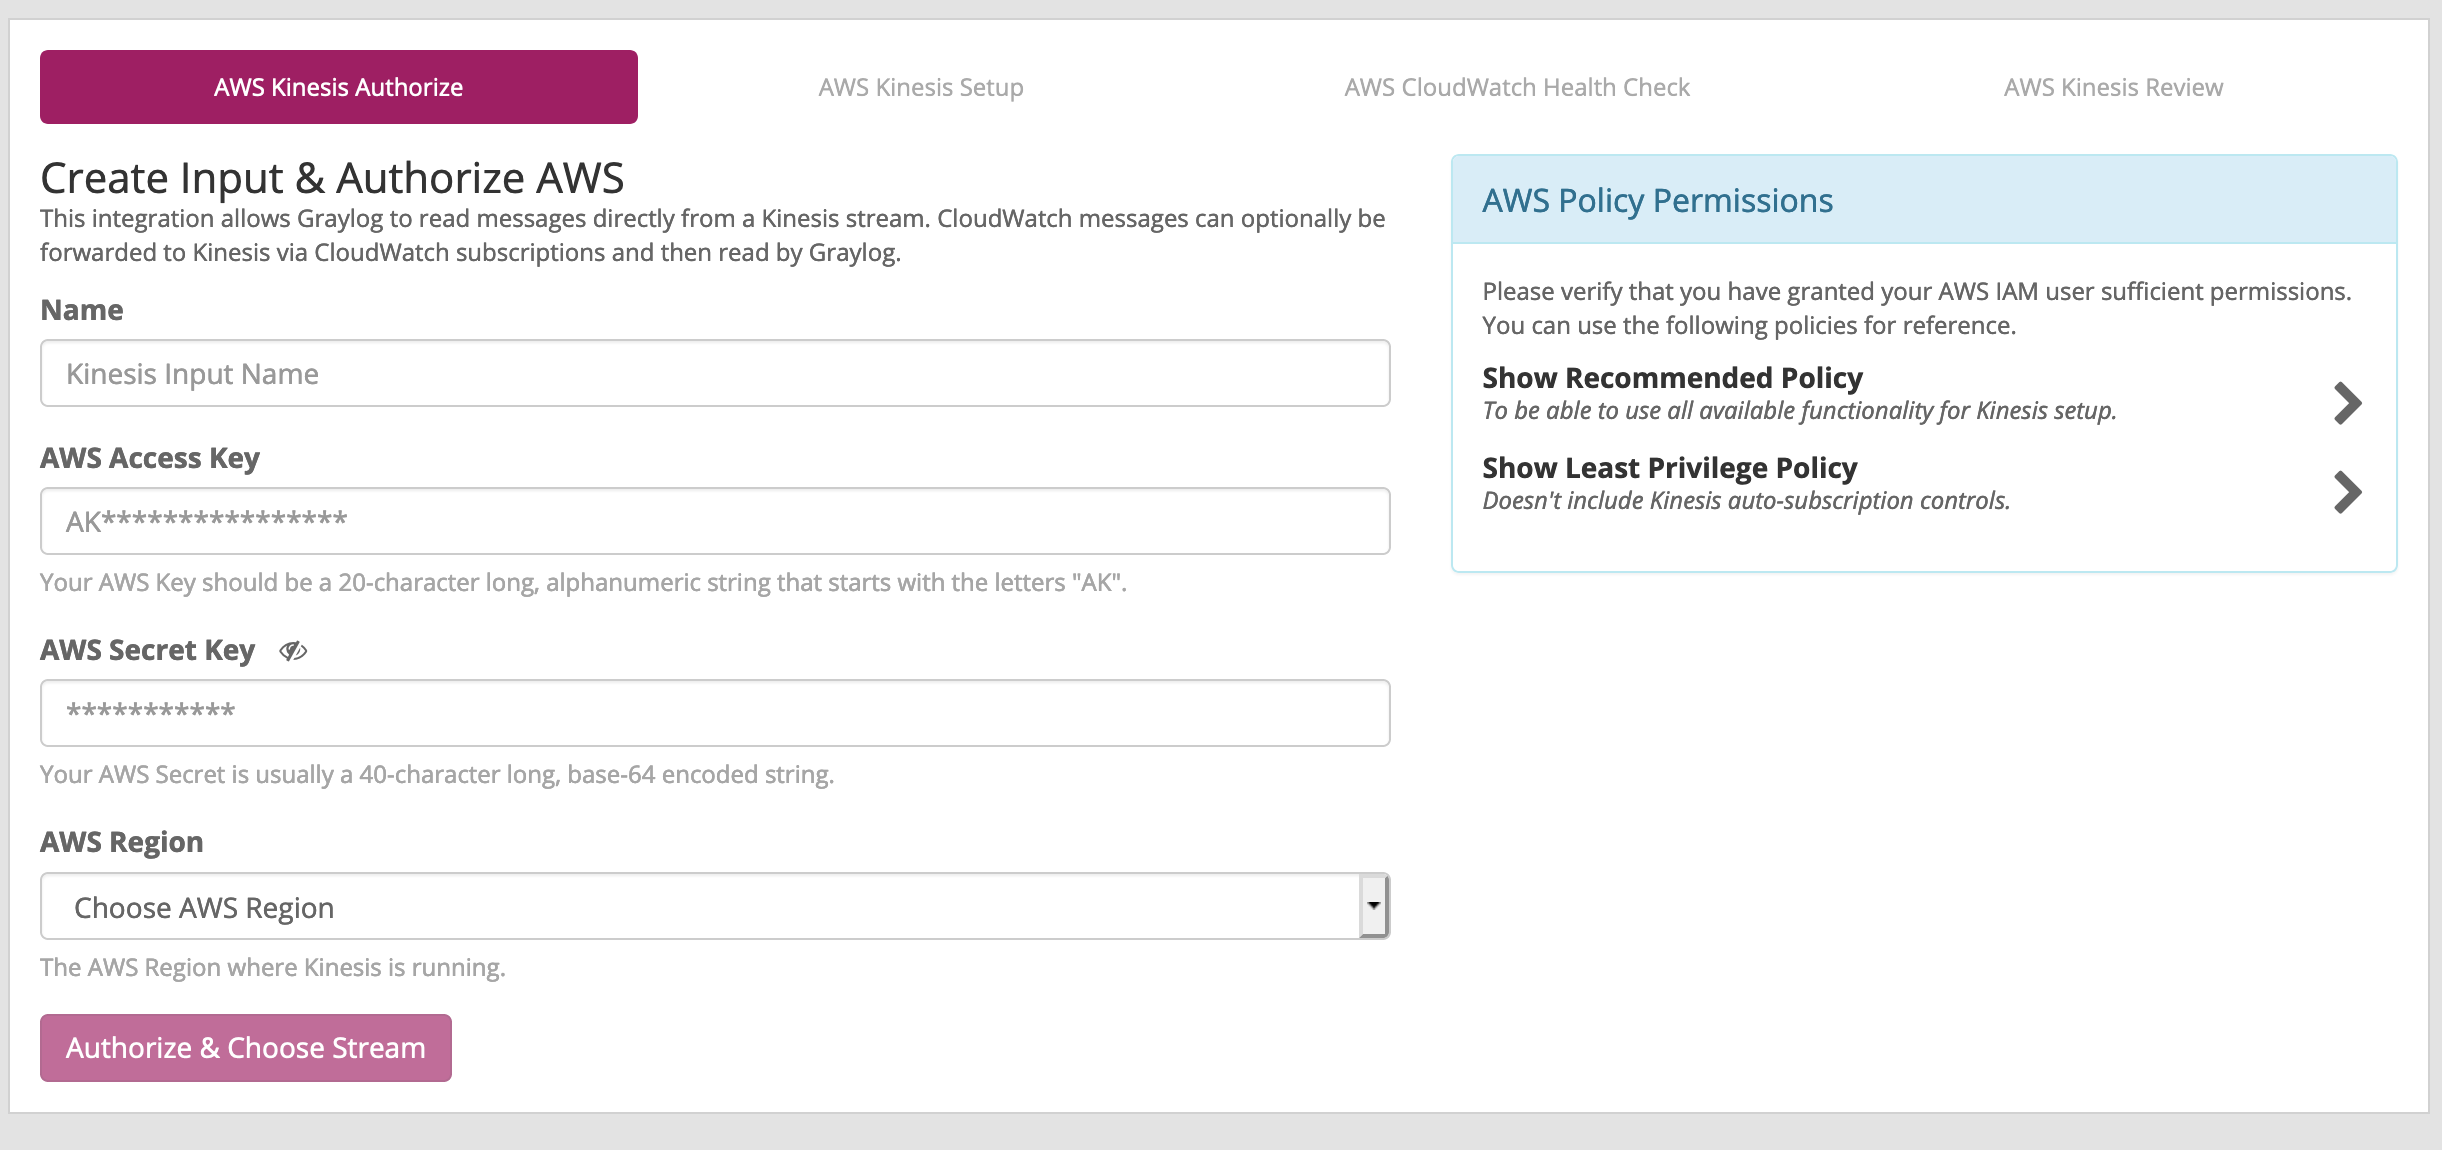 AWS Kinesis Authorize
AWS Kinesis Setup
AWS CloudWatch Health Check
AWS Kinesis Review
Create Input & Authorize AWS
This integration allows Graylog to read messages directly from a Kinesis stream. CloudWatch messages can optionally be
forwarded to Kinesis via CloudWatch subscriptions and then read by Graylog.
Name
Kinesis Input Name
AWS Access Key
AK****************
Your AWS Key should be a 20-character long, alphanumeric string that starts with the letters "AK".
AWS Secret Key
***********
Your AWS Secret is usually a 40-character long, base-64 encoded string.
AWS Region
Choose AWS Region
The AWS Region where Kinesis is running.
Authorize & Choose Stream
AWS Policy Permissions
Please verify that you have granted your AWS IAM user sufficient permissions.
You can use the following policies for reference.
Show Recommended Policy
To be able to use all available functionality for Kinesis setup.
Show Least Privilege Policy
Doesn't include Kinesis auto-subscription controls.